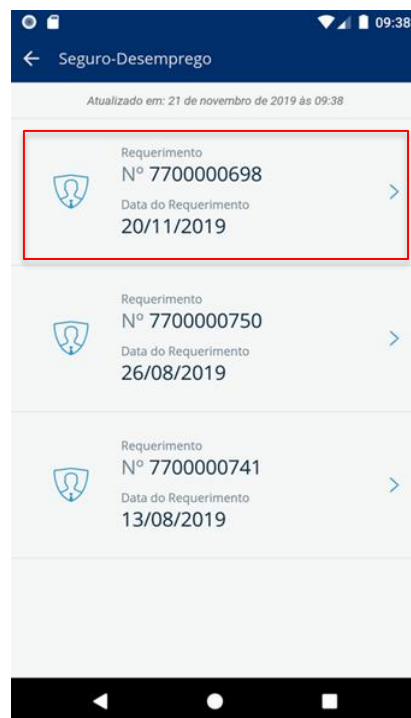 09:38
Seguro-Desemprego
Atualizado em: 21 de novembro de 2019 às 09:38
Requerimento
Nº 7700000698
Data do Requerimento
20/11/2019
Requerimento
Nº 7700000750
Data do Requerimento
26/08/2019
Requerimento
Nº 7700000741
Data do Requerimento
13/08/2019